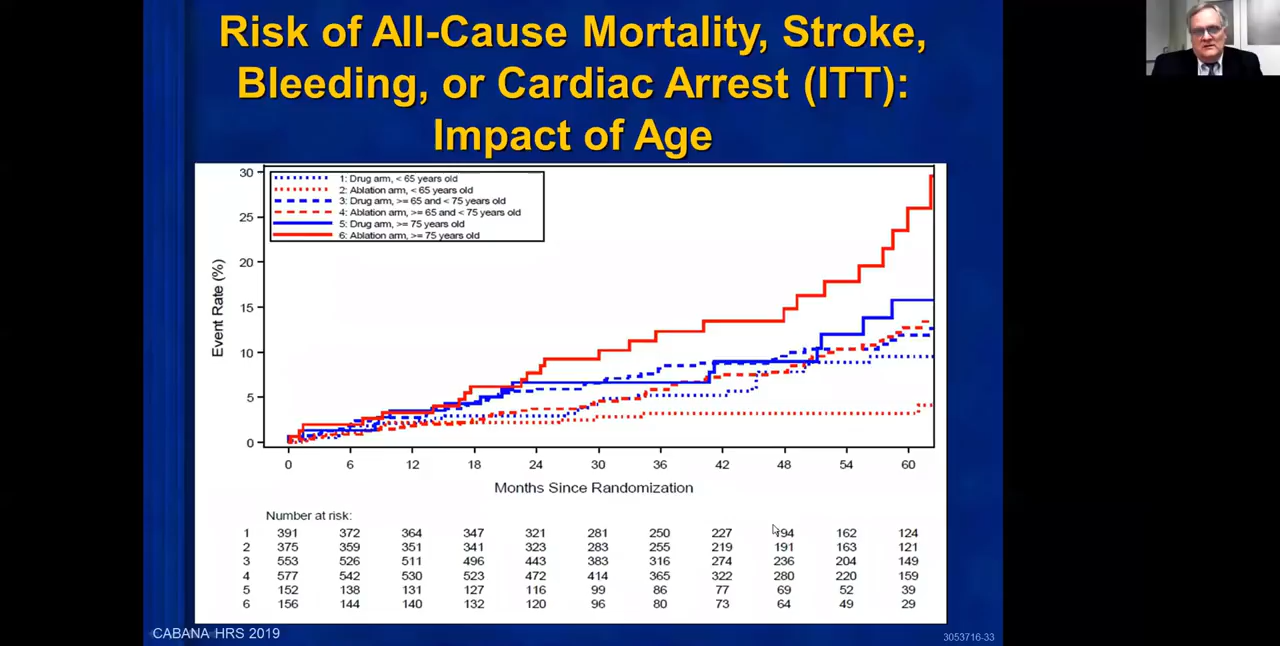 Risk of All-Cause Mortality, Stroke,
Bleeding, or Cardiac Arrest (ITT):
Impact of Age
30
25
20
15
10
5
0
Event Rate (%)
1: Drug arm, < 65 years old
2: Ablation arm, < 65 years old
3: Drug arm, >= 65 and < 75 years old
4: Ablation arm, >= 65 and < 75 years old
5: Drug arm, >= 75 years old
6: Ablation arm, >= 75 years old
0 6 12 18 24 30 36 42 48 54 60
Months Since Randomization
Number at risk:
1 391 372 364 347 321 281 250 227 194 162 124
2 375 359 351 341 323 283 255 219 191 163 121
3 553 526 511 496 443 383 316 274 236 204 149
4 577 542 530 523 472 414 365 322 280 220 159
5 152 138 131 127 116 99 86 77 69 52 39
6 156 144 140 132 120 96 80 73 64 49 29
CABANA HRS 2019
3053716-33